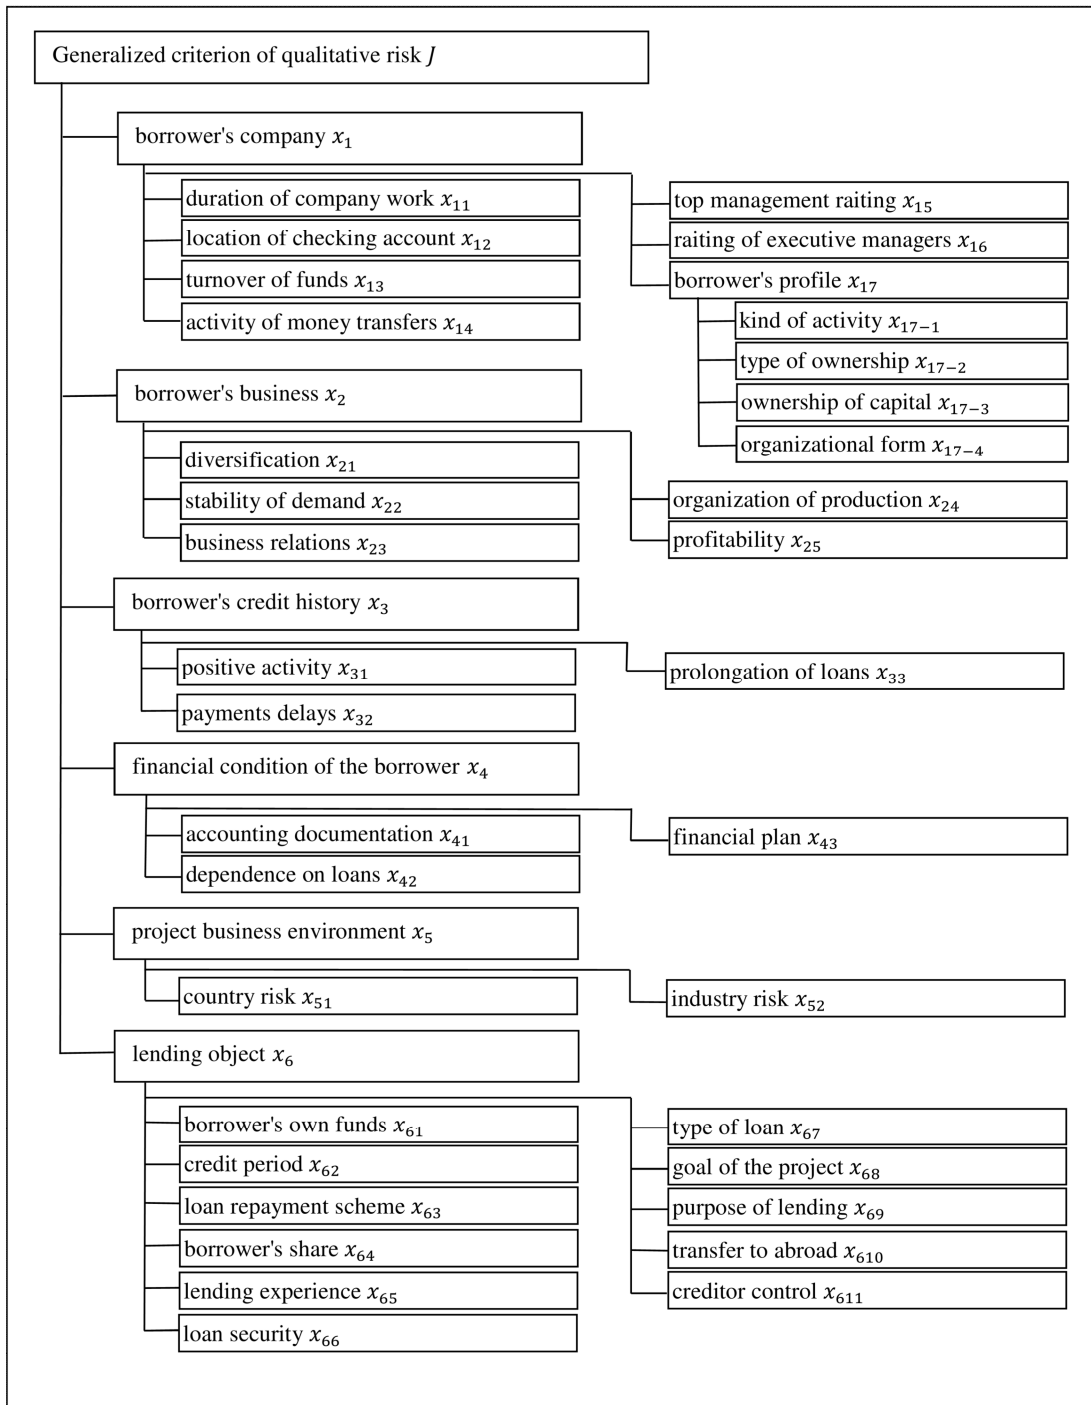 Generalized criterion of qualitative risk J
borrower's company x₁
duration of company work x₁₁
location of checking account x₁₂
turnover of funds x₁₃
activity of money transfers x₁₄
top management raiting x₁₅
raiting of executive managers x₁₆
borrower's profile x₁₇
kind of activity x₁₇₋₁
type of ownership x₁₇₋₂
ownership of capital x₁₇₋₃
organizational form x₁₇₋₄
borrower's business x₂
diversification x₂₁
stability of demand x₂₂
business relations x₂₃
organization of production x₂₄
profitability x₂₅
borrower's credit history x₃
positive activity x₃₁
payments delays x₃₂
prolongation of loans x₃₃
financial condition of the borrower x₄
accounting documentation x₄₁
dependence on loans x₄₂
financial plan x₄₃
project business environment x₅
country risk x₅₁
industry risk x₅₂
lending object x₆
borrower's own funds x₆₁
credit period x₆₂
loan repayment scheme x₆₃
borrower's share x₆₄
lending experience x₆₅
loan security x₆₆
type of loan x₆₇
goal of the project x₆₈
purpose of lending x₆₉
transfer to abroad x₆₁₀
creditor control x₆₁₁